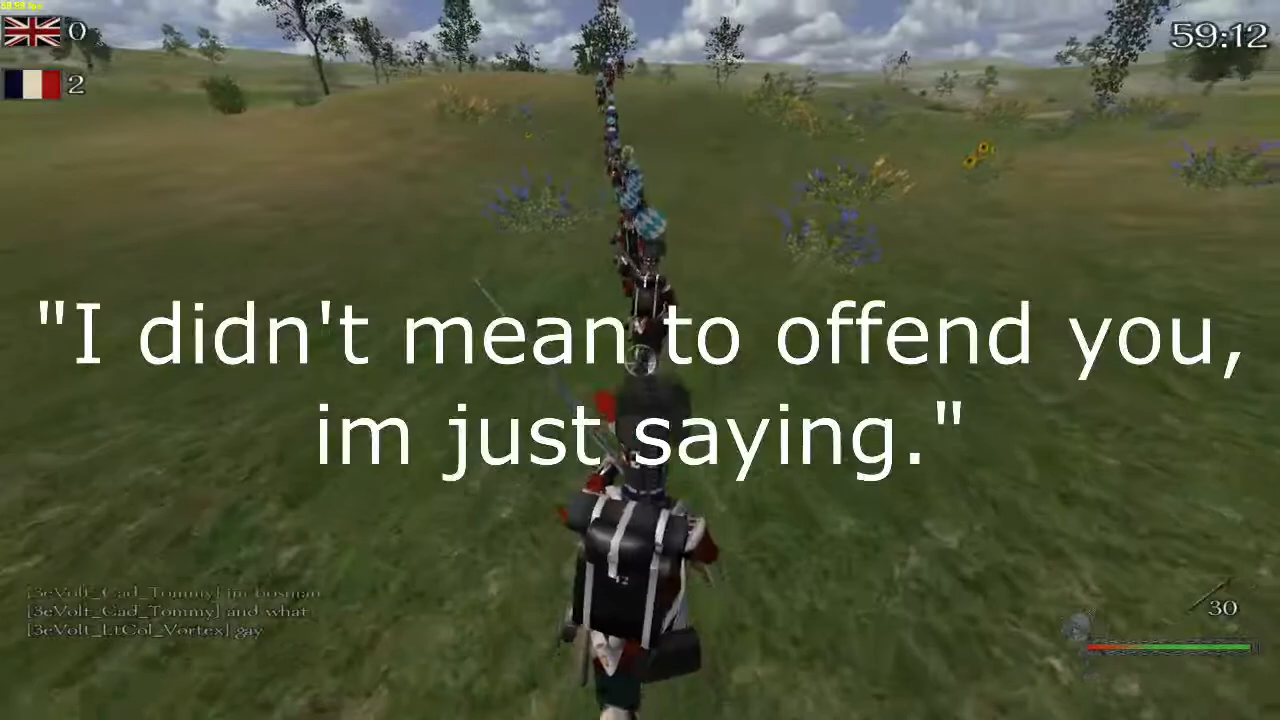 0
59:12
2
"I didn't mean to offend you,
im just saying."
[3eVolt_Cad_Tommy] im bosnian
[3eVolt_Cad_Tommy] and what
[3eVolt_LtCol_Vortex] gay
30